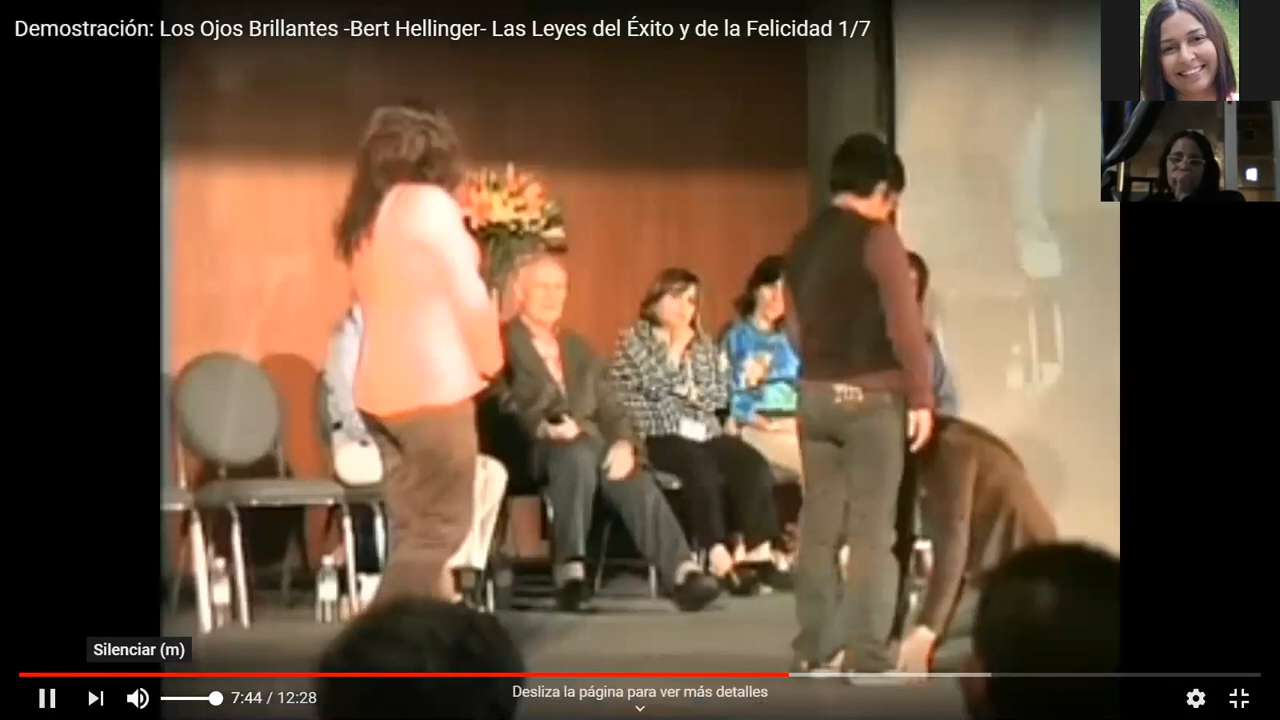 Demostración: Los Ojos Brillantes -Bert Hellinger- Las Leyes del Éxito y de la Felicidad 1/7
Silenciar (m)
7:44 / 12:28
Desliza la página para ver más detalles